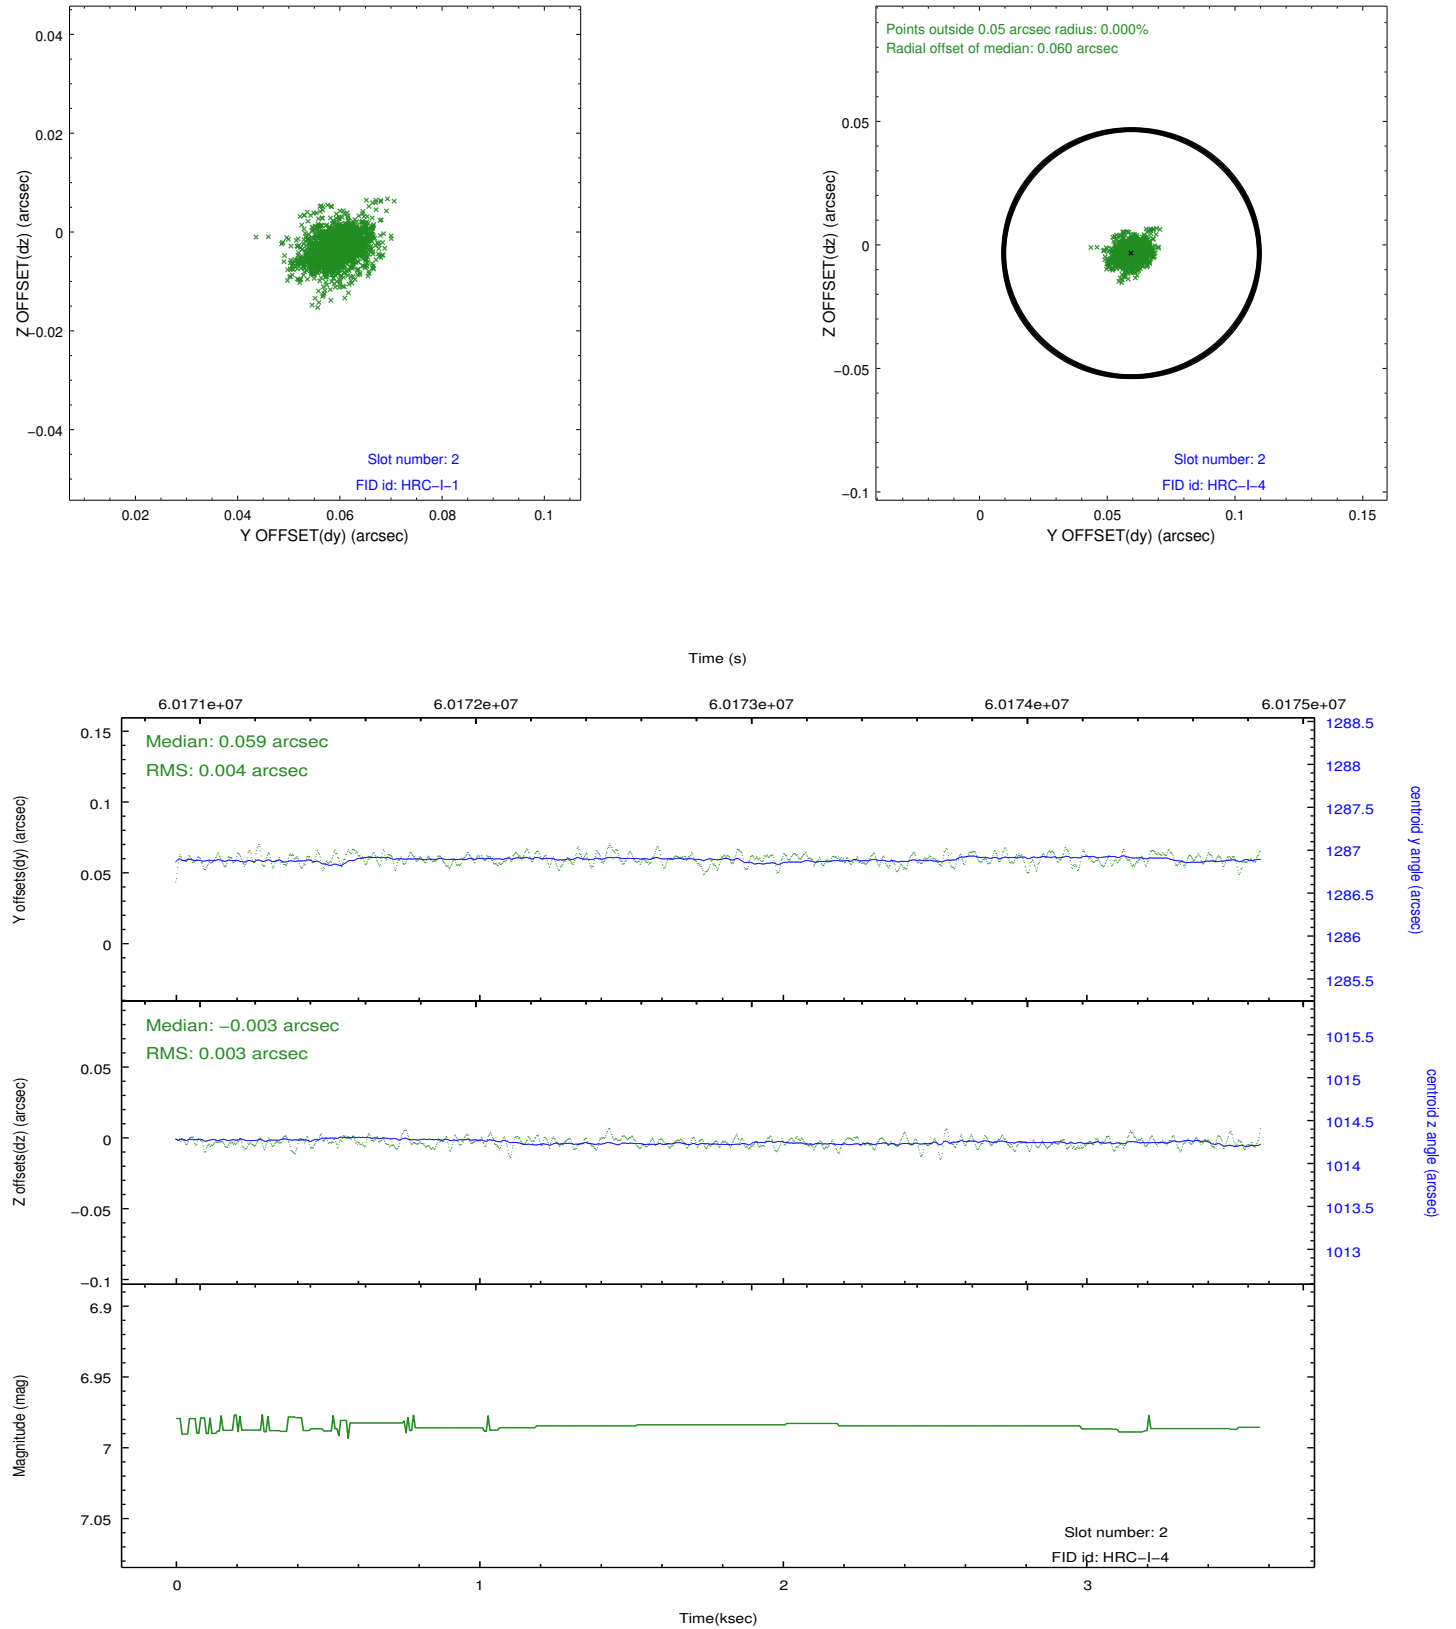 0.04
0.02
0
−0.02
−0.04
Z OFFSET(dz) (arcsec)
Slot number: 2
FID id: HRC−I−1
0.02
0.04
0.06
0.08
0.1
Y OFFSET(dy) (arcsec)
Points outside 0.05 arcsec radius: 0.000%
Radial offset of median: 0.060 arcsec
0.05
0
−0.05
−0.1
Z OFFSET(dz) (arcsec)
Slot number: 2
FID id: HRC−I−4
0
0.05
0.1
0.15
Y OFFSET(dy) (arcsec)
Time (s)
6.0171e+07
6.0172e+07
6.0173e+07
6.0174e+07
6.0175e+07
Median: 0.059 arcsec
RMS: 0.004 arcsec
0.15
0.1
0.05
0
Y offsets(dy) (arcsec)
1288.5
1288
1287.5
1287
1286.5
1286
1285.5
centroid y angle (arcsec)
Median: −0.003 arcsec
RMS: 0.003 arcsec
0.05
0
−0.05
−0.1
Z offsets(dz) (arcsec)
1015.5
1015
1014.5
1014
1013.5
1013
centroid z angle (arcsec)
6.9
6.95
7
7.05
Magnitude (mag)
Slot number: 2
FID id: HRC−I−4
0
1
2
3
Time(ksec)